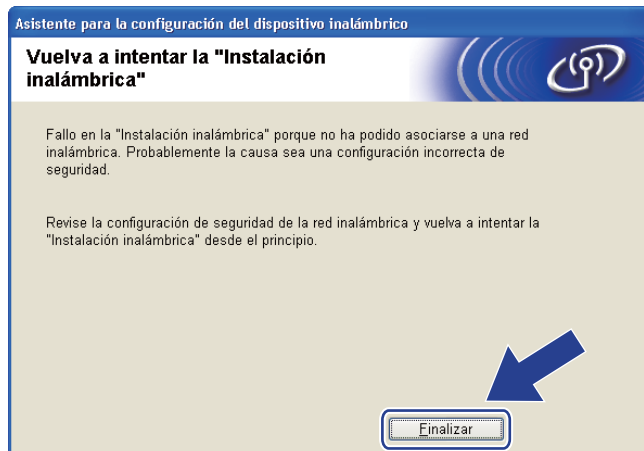 Asistente para la configuración del dispositivo inalámbrico
Vuelva a intentar la "Instalación
inalámbrica"
Fallo en la "Instalación inalámbrica" porque no ha podido asociarse a una red
inalámbrica. Probablemente la causa sea una configuración incorrecta de
seguridad.
Revise la configuración de seguridad de la red inalámbrica y vuelva a intentar la
"Instalación inalámbrica" desde el principio.
Finalizar